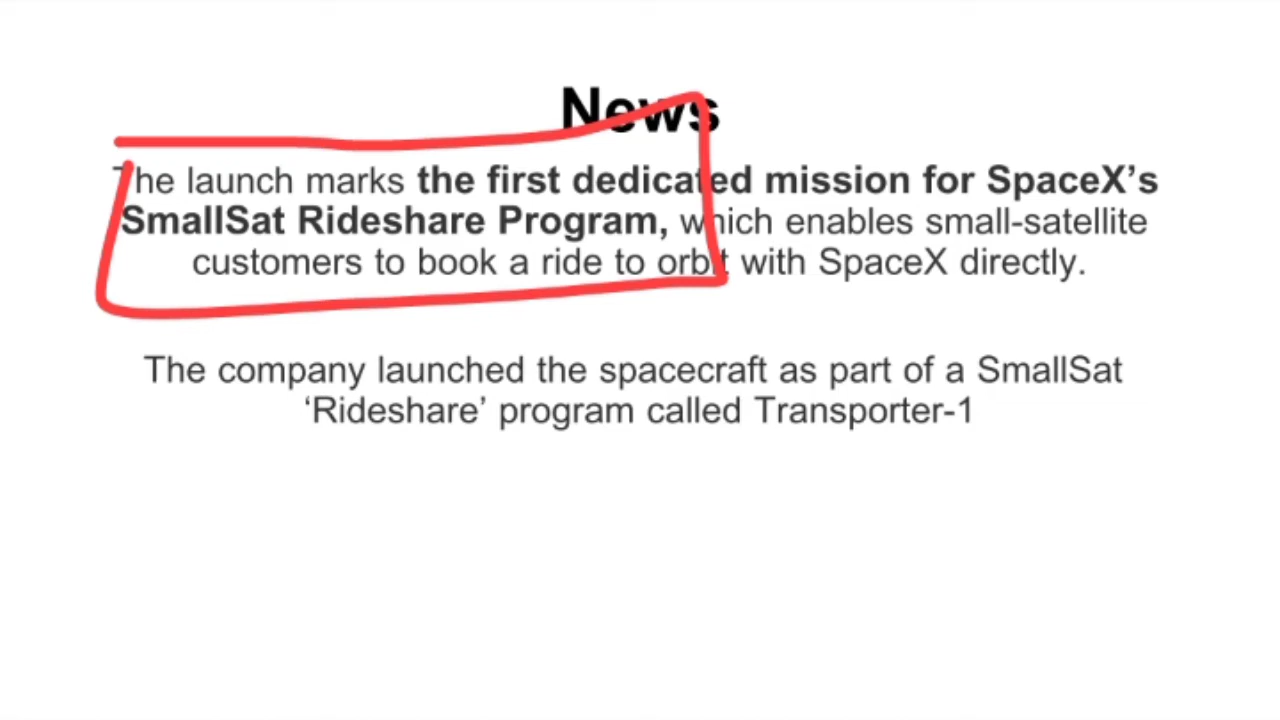 News
The launch marks the first dedicated mission for SpaceX’s
SmallSat Rideshare Program, which enables small-satellite
customers to book a ride to orbit with SpaceX directly.
The company launched the spacecraft as part of a SmallSat
‘Rideshare’ program called Transporter-1